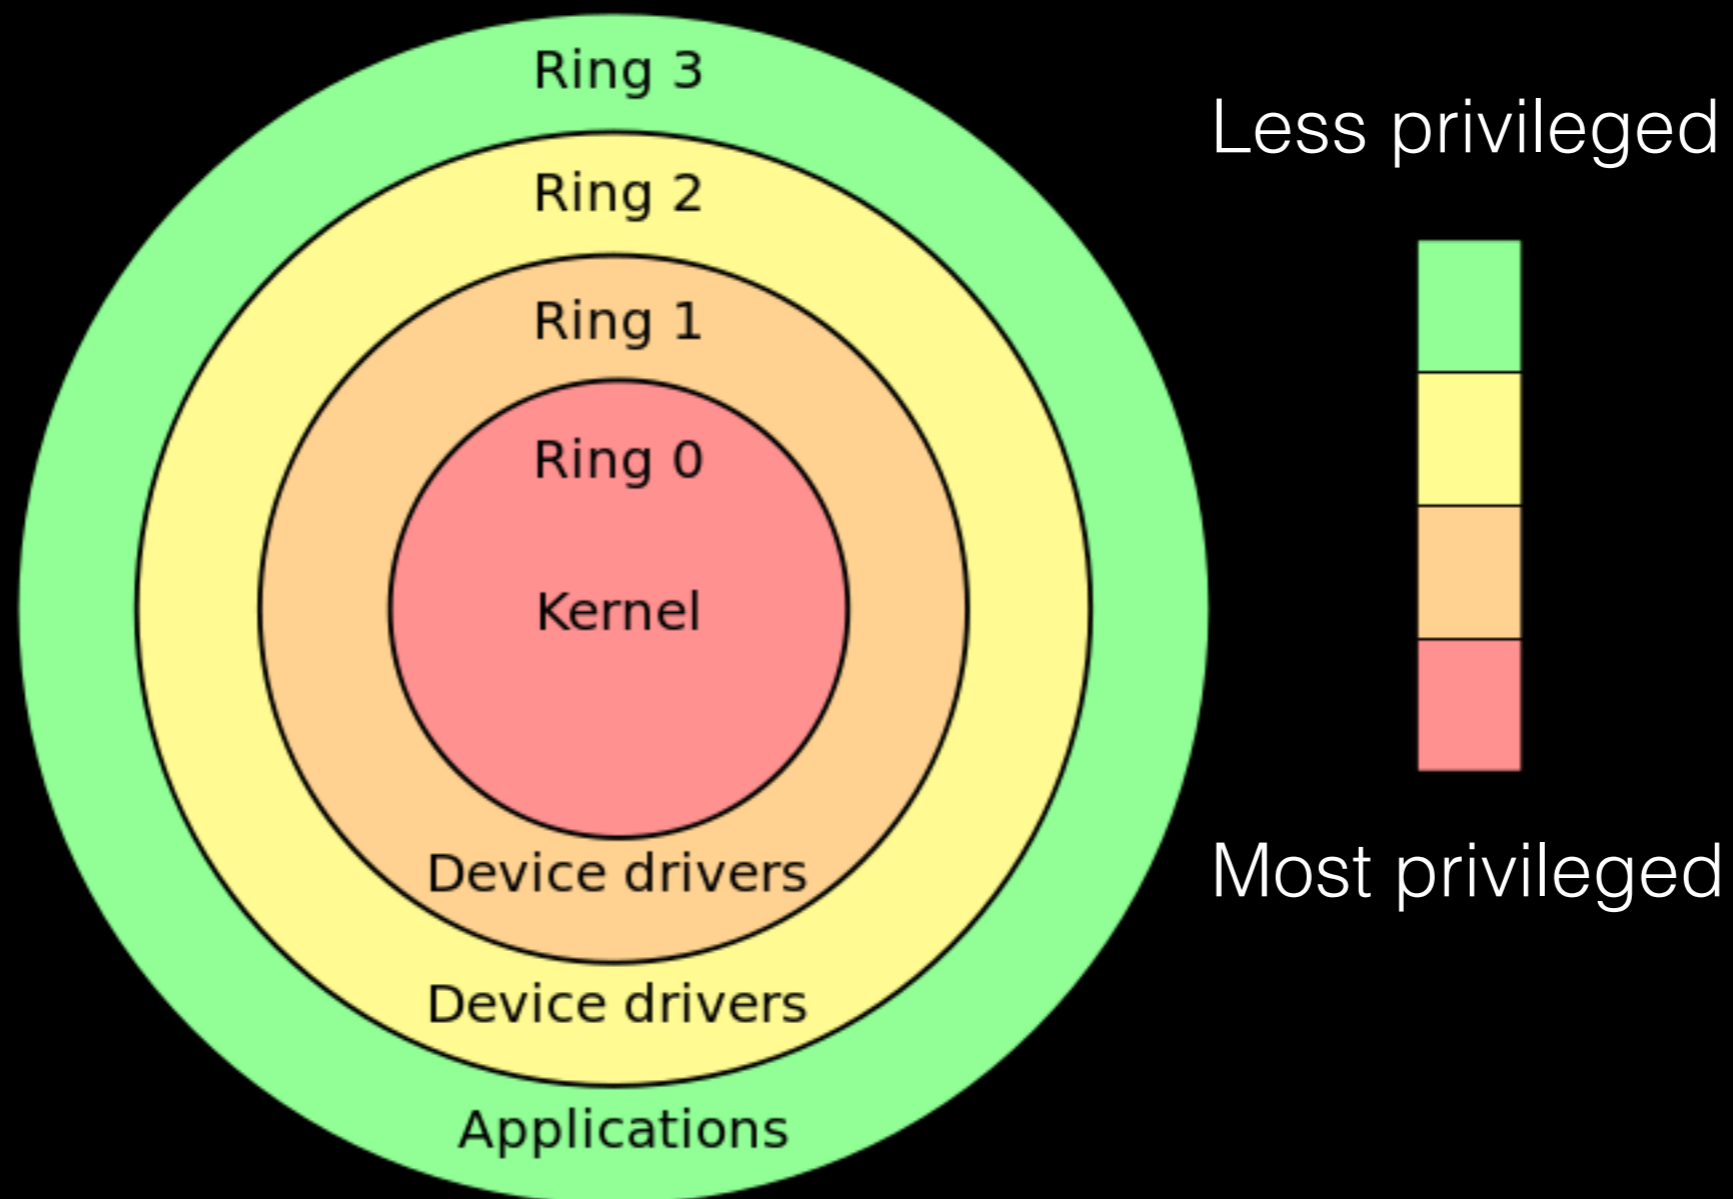 Ring 3
Ring 2
Ring 1
Ring 0
Kernel
Device drivers
Device drivers
Applications
Less privileged
Most privileged